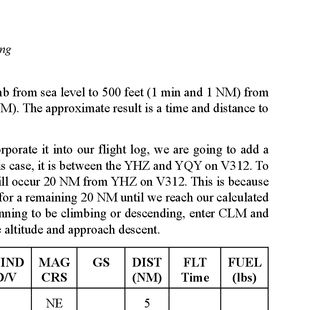 ng
mb from sea level to 500 feet (1 min and 1 NM) from
M). The approximate result is a time and distance to
rporate it into our flight log, we are going to add a
is case, it is between the YHZ and YQY on V312. To
ill occur 20 NM from YHZ on V312. This is because
for a remaining 20 NM until we reach our calculated
nning to be climbing or descending, enter CLM and
e altitude and approach descent.
IND MAG GS DIST FLT FUEL
D/V CRS (NM) Time (lbs)
NE 5